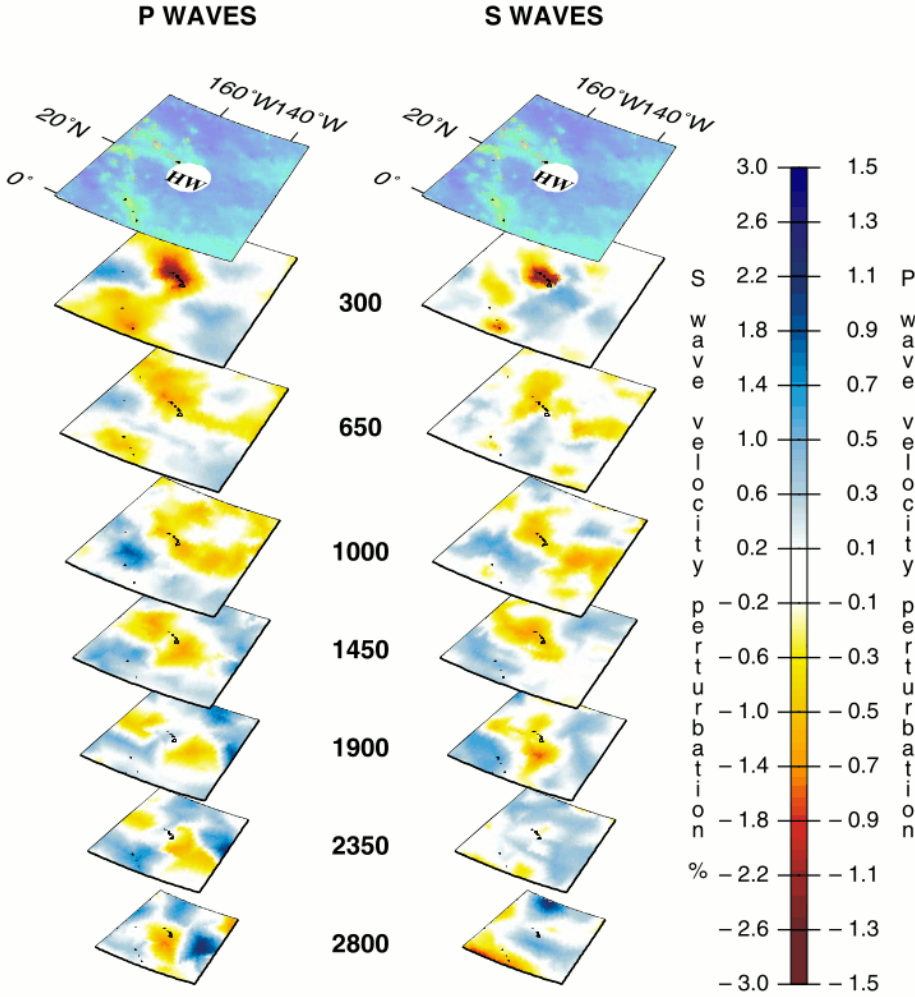 P WAVES
S WAVES
160°W 140°W
20°N
0°
HW
160°W 140°W
20°N
0°
HW
300
650
1000
1450
1900
2350
2800
3.0 1.5
2.6 1.3
2.2 1.1
1.8 0.9
1.4 0.7
1.0 0.5
0.6 0.3
0.2 0.1
– 0.2 – 0.1
– 0.6 – 0.3
– 1.0 – 0.5
– 1.4 – 0.7
– 1.8 – 0.9
– 2.2 – 1.1
– 2.6 – 1.3
– 3.0 – 1.5
S wave velocity perturbation %
P wave velocity perturbation